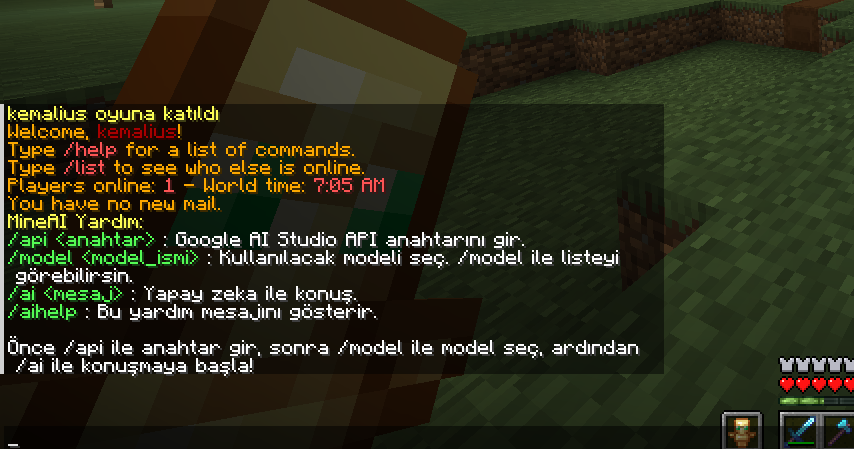 kemalius oyuna katıldı
Welcome, kemalius!
Type /help for a list of commands.
Type /list to see who else is online.
Players online: 1 - World time: 7:05 AM
You have no new mail.
MineAI Yardım:
/api <anahtar> : Google AI Studio API anahtarını gir.
/model <model_ismi> : Kullanılacak modeli seç. /model ile listeyi
görebilirsin.
/ai <mesaj> : Yapay zeka ile konuş.
/aihelp : Bu yardım mesajını gösterir.
Önce /api ile anahtar gir, sonra /model ile model seç, ardından
/ai ile konuşmaya başla!
_